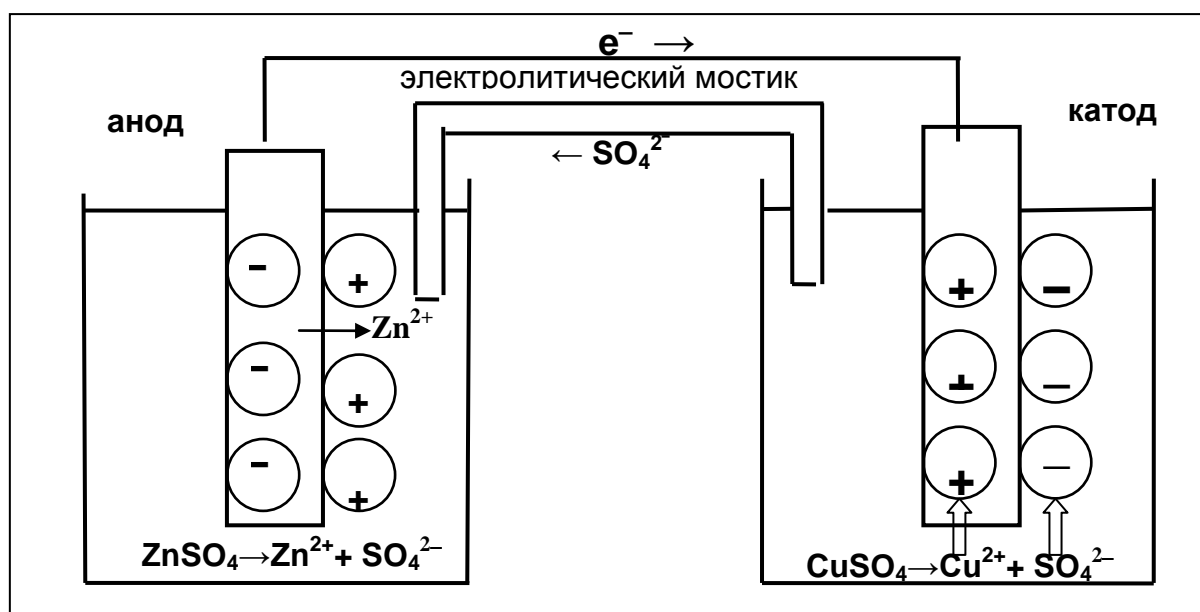 e⁻ →
электролитический мостик
анод
катод
← SO₄²⁻
- + + -
Zn²⁺
- + + -
- + + -
ZnSO₄→Zn²⁺+ SO₄²⁻
CuSO₄→Cu²⁺+ SO₄²⁻